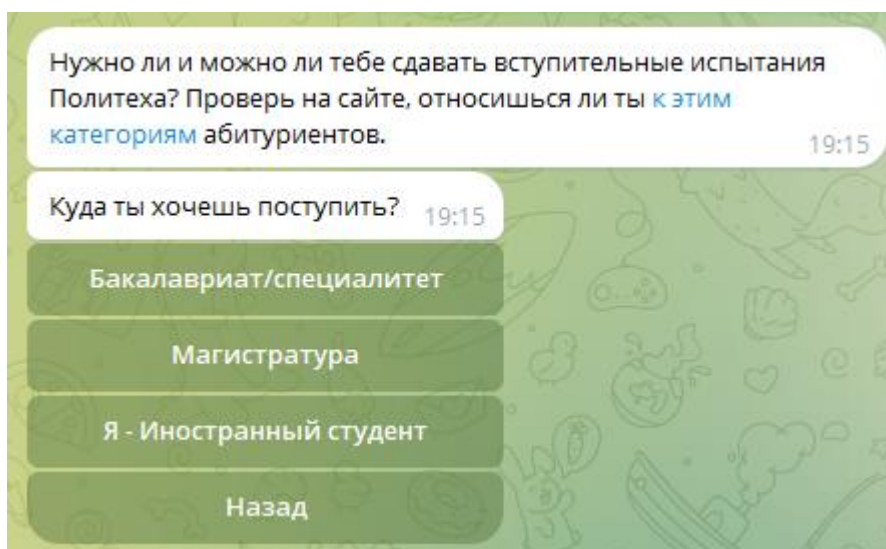 Нужно ли и можно ли тебе сдавать вступительные испытания
Политеха? Проверь на сайте, относишься ли ты к этим
категориям абитуриентов.
19:15
Куда ты хочешь поступить? 19:15
Бакалавриат/специалитет
Магистратура
Я - Иностранный студент
Назад